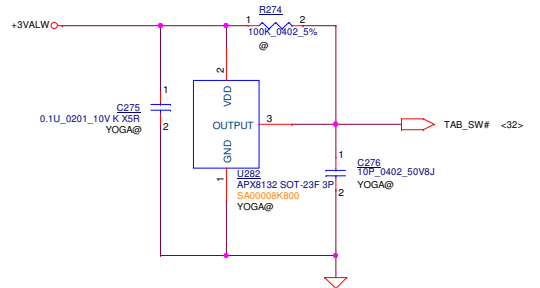 R274
+3VALW
1
2
100K_0402_5%
@
2
VDD
1
C275
0.1U_0201_10V K X5R
2
YOGA@
OUTPUT
3
TAB_SW# <32>
GND
1
U282
APX8132 SOT-23F 3P
SA00008K800
YOGA@
1
C276
10P_0402_50V8J
2
YOGA@